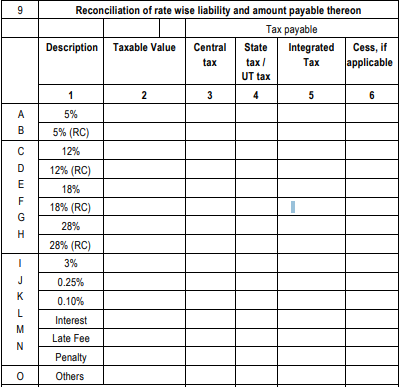 9 Reconciliation of rate wise liability and amount payable thereon
Tax payable
Description Taxable Value Central tax State tax / UT tax Integrated Tax Cess, if applicable
1 2 3 4 5 6
A 5%
B 5% (RC)
C 12%
D 12% (RC)
E 18%
F 18% (RC)
G 28%
H 28% (RC)
I 3%
J 0.25%
K 0.10%
L Interest
M Late Fee
N Penalty
O Others